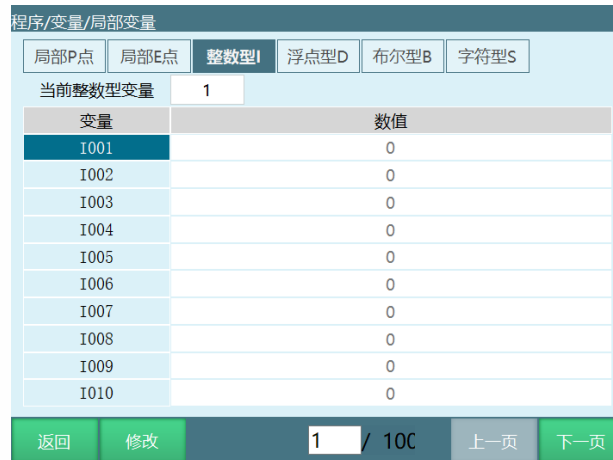 程序/变量/局部变量
局部P点 局部E点 整数型I 浮点型D 布尔型B 字符型S
当前整数型变量 1
变量 数值
I001 0
I002 0
I003 0
I004 0
I005 0
I006 0
I007 0
I008 0
I009 0
I010 0
返回 修改 1 / 100 上一页 下一页